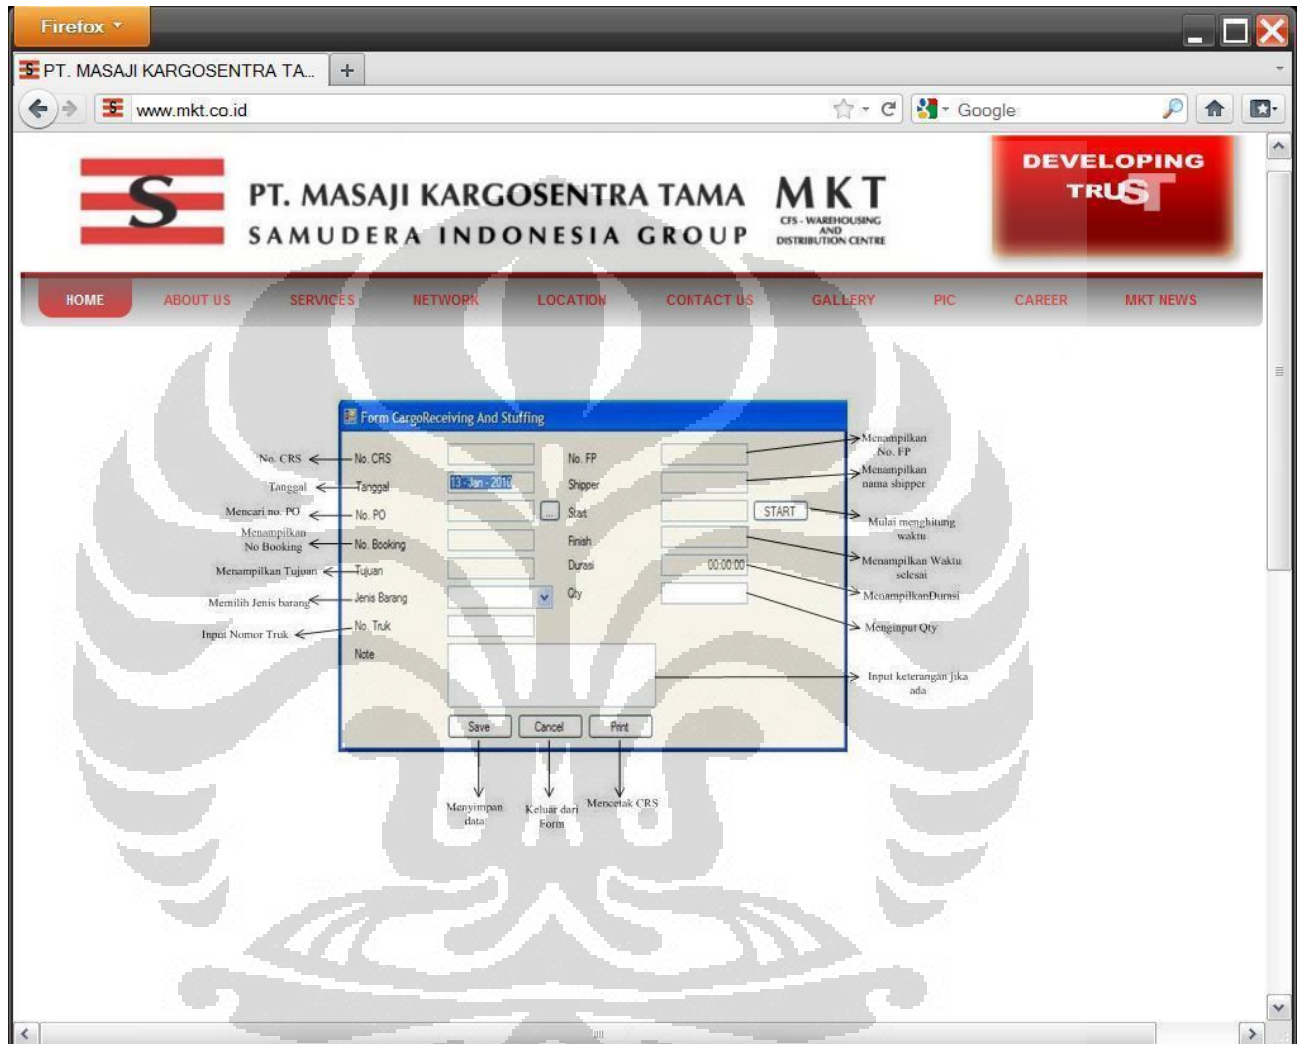 Firefox
PT. MASAJI KARGOSENTRA TA...
www.mkt.co.id
Google
S
PT. MASAJI KARGOSENTRA TAMA
SAMUDERA INDONESIA GROUP
MKT
CFS - WAREHOUSING
AND
DISTRIBUTION CENTRE
DEVELOPING
TRUST
HOME ABOUT US SERVICES NETWORK LOCATION CONTACT US GALLERY PIC CAREER MKT NEWS
Form CargoReceiving And Stuffing
No. CRS
No. CRS
No. FP
Menampilkan
No. FP
Tanggal
Tanggal
13 - Jan - 2010
Shipper
Menampilkan
nama shipper
Mencari no. PO
No. PO
...
Start
START
Mulai menghitung
waktu
Menampilkan
No Booking
No. Booking
Finish
Menampilkan Waktu
selesai
Menampilkan Tujuan
Tujuan
Durasi
00:00:00
MenampilkanDurasi
Memilih Jenis barang
Jenis Barang
Qty
Menginput Qty
Input Nomor Truk
No. Truk
Note
Input keterangan jika
ada
Save
Cancel
Print
Menyimpan
data
Keluar dari
Form
Mencetak CRS